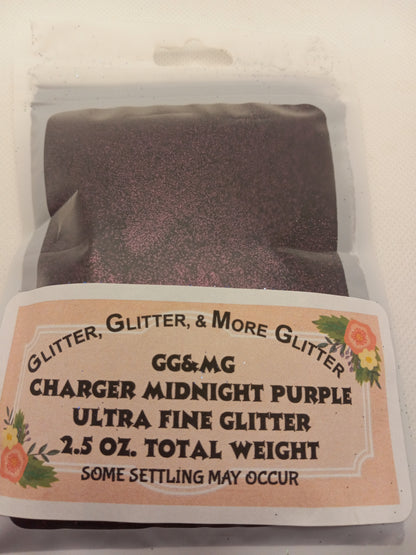 Glitter, Glitter, & More Glitter
GG&MG
CHARGER MIDNIGHT PURPLE
ULTRA FINE GLITTER
2.5 OZ. TOTAL WEIGHT
SOME SETTLING MAY OCCUR